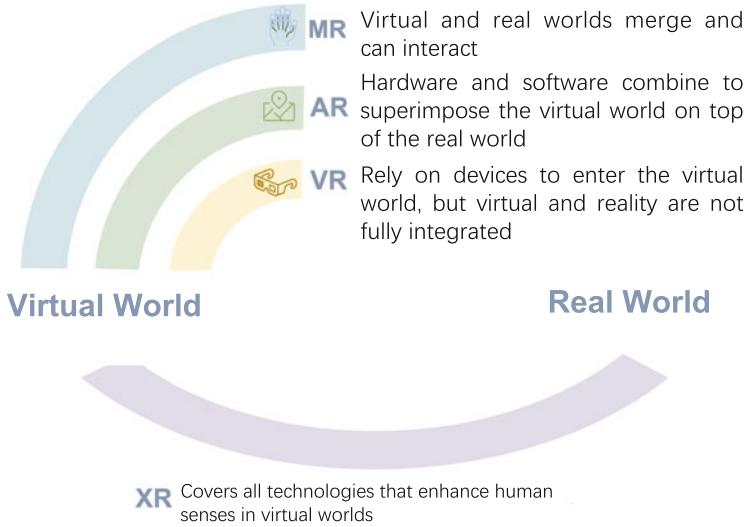 MR Virtual and real worlds merge and
can interact
Hardware and software combine to
AR superimpose the virtual world on top
of the real world
VR Rely on devices to enter the virtual
world, but virtual and reality are not
fully integrated
Virtual World
Real World
XR Covers all technologies that enhance human
senses in virtual worlds